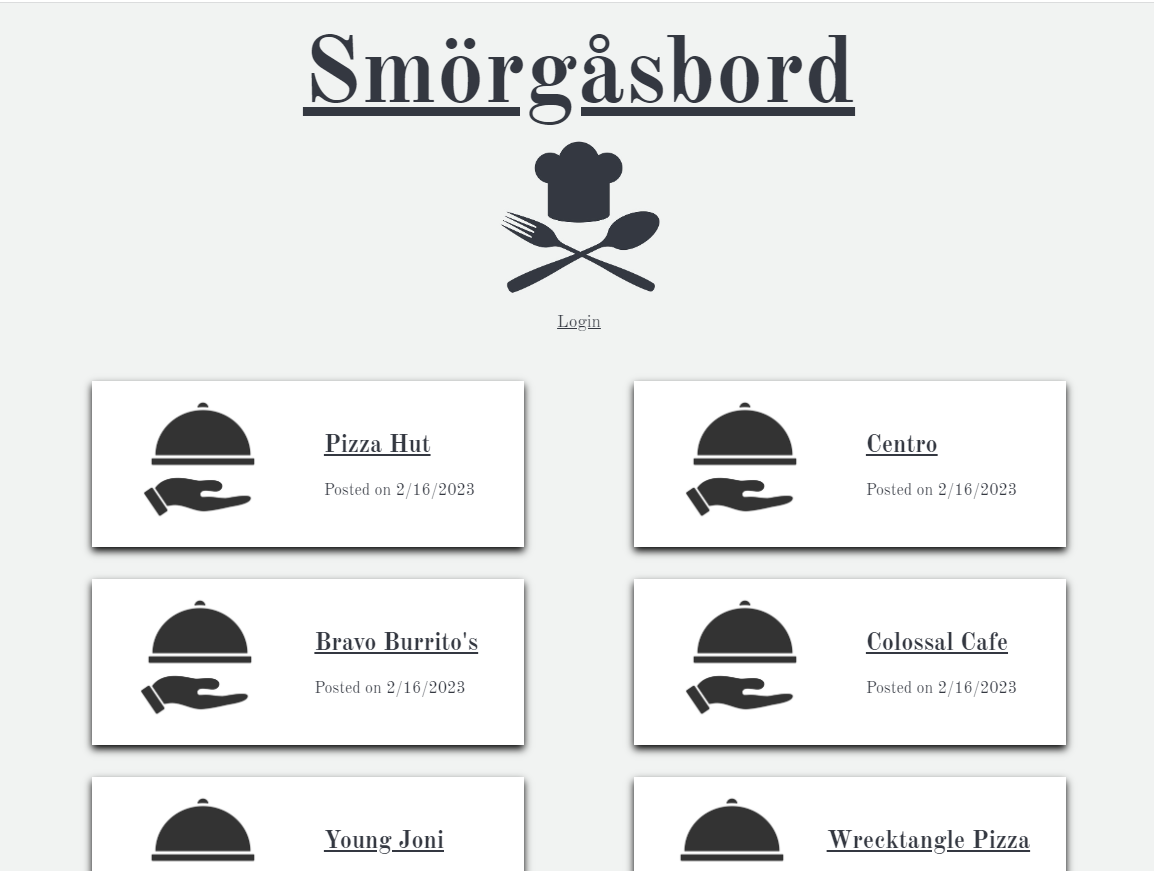 Smörgåsbord
Login
Pizza Hut
Posted on 2/16/2023
Centro
Posted on 2/16/2023
Bravo Burrito's
Posted on 2/16/2023
Colossal Cafe
Posted on 2/16/2023
Young Joni
Wrecktangle Pizza